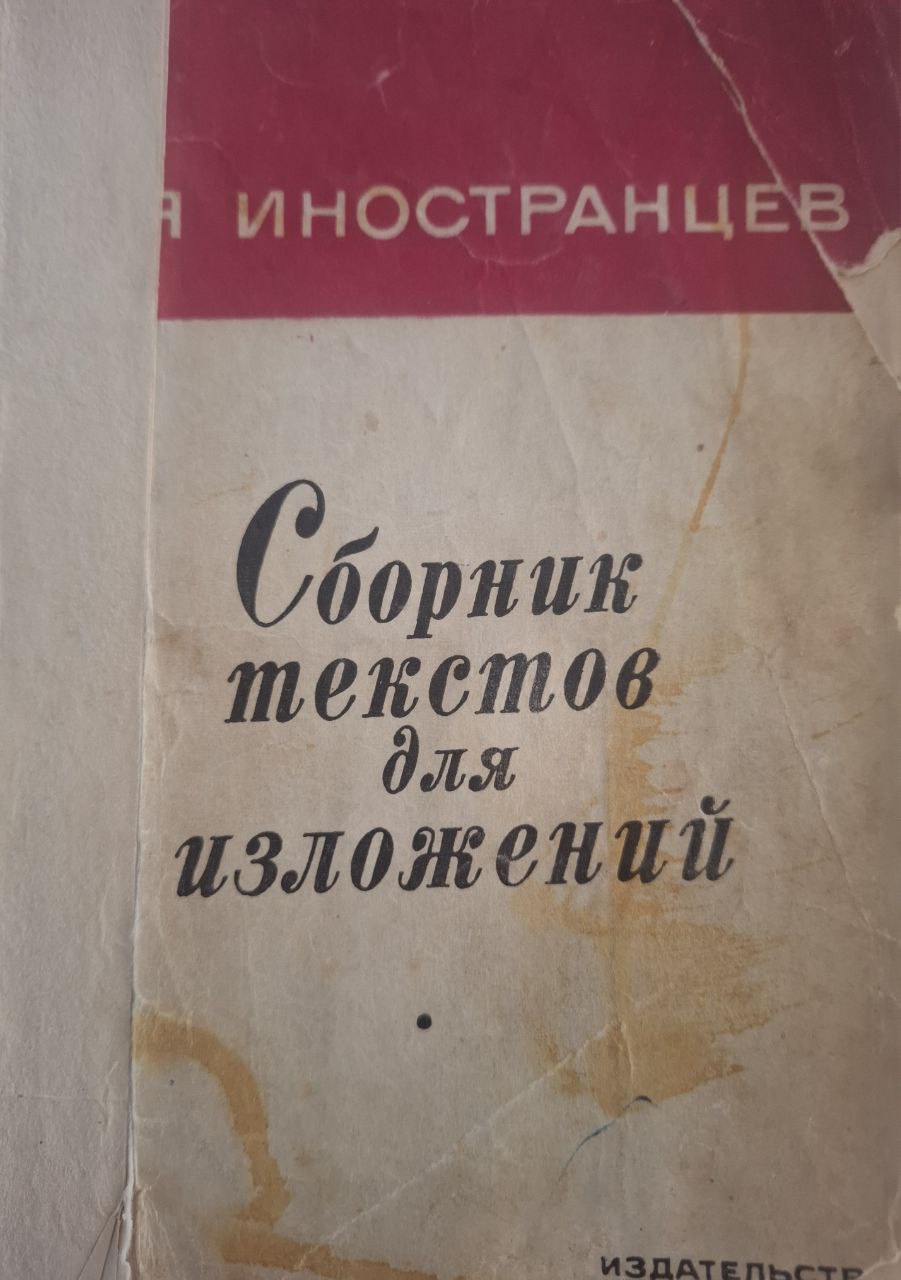 Я ИНОСТРАНЦЕВ
Сборник
текстов
для
изложений
ИЗДАТЕЛЬСТВ